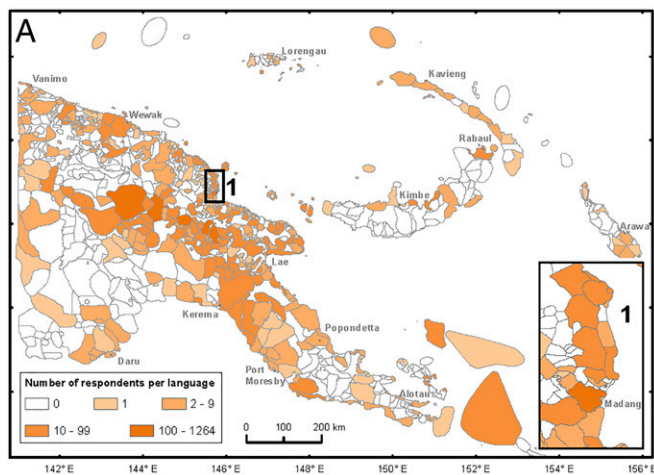 A
Lorengau
Vanimo
Kavieng
Wewak
Rabaul
1
Kimbe
Arawa
Lae
1
Kerema
Popondetta
Daru
Port
Moresby
Alotau
Madang
Number of respondents per language
0 1 2 - 9
10 - 99 100 - 1264
0 100 200 km
142°E 144°E 146°E 148°E 150°E 152°E 154°E 156°E